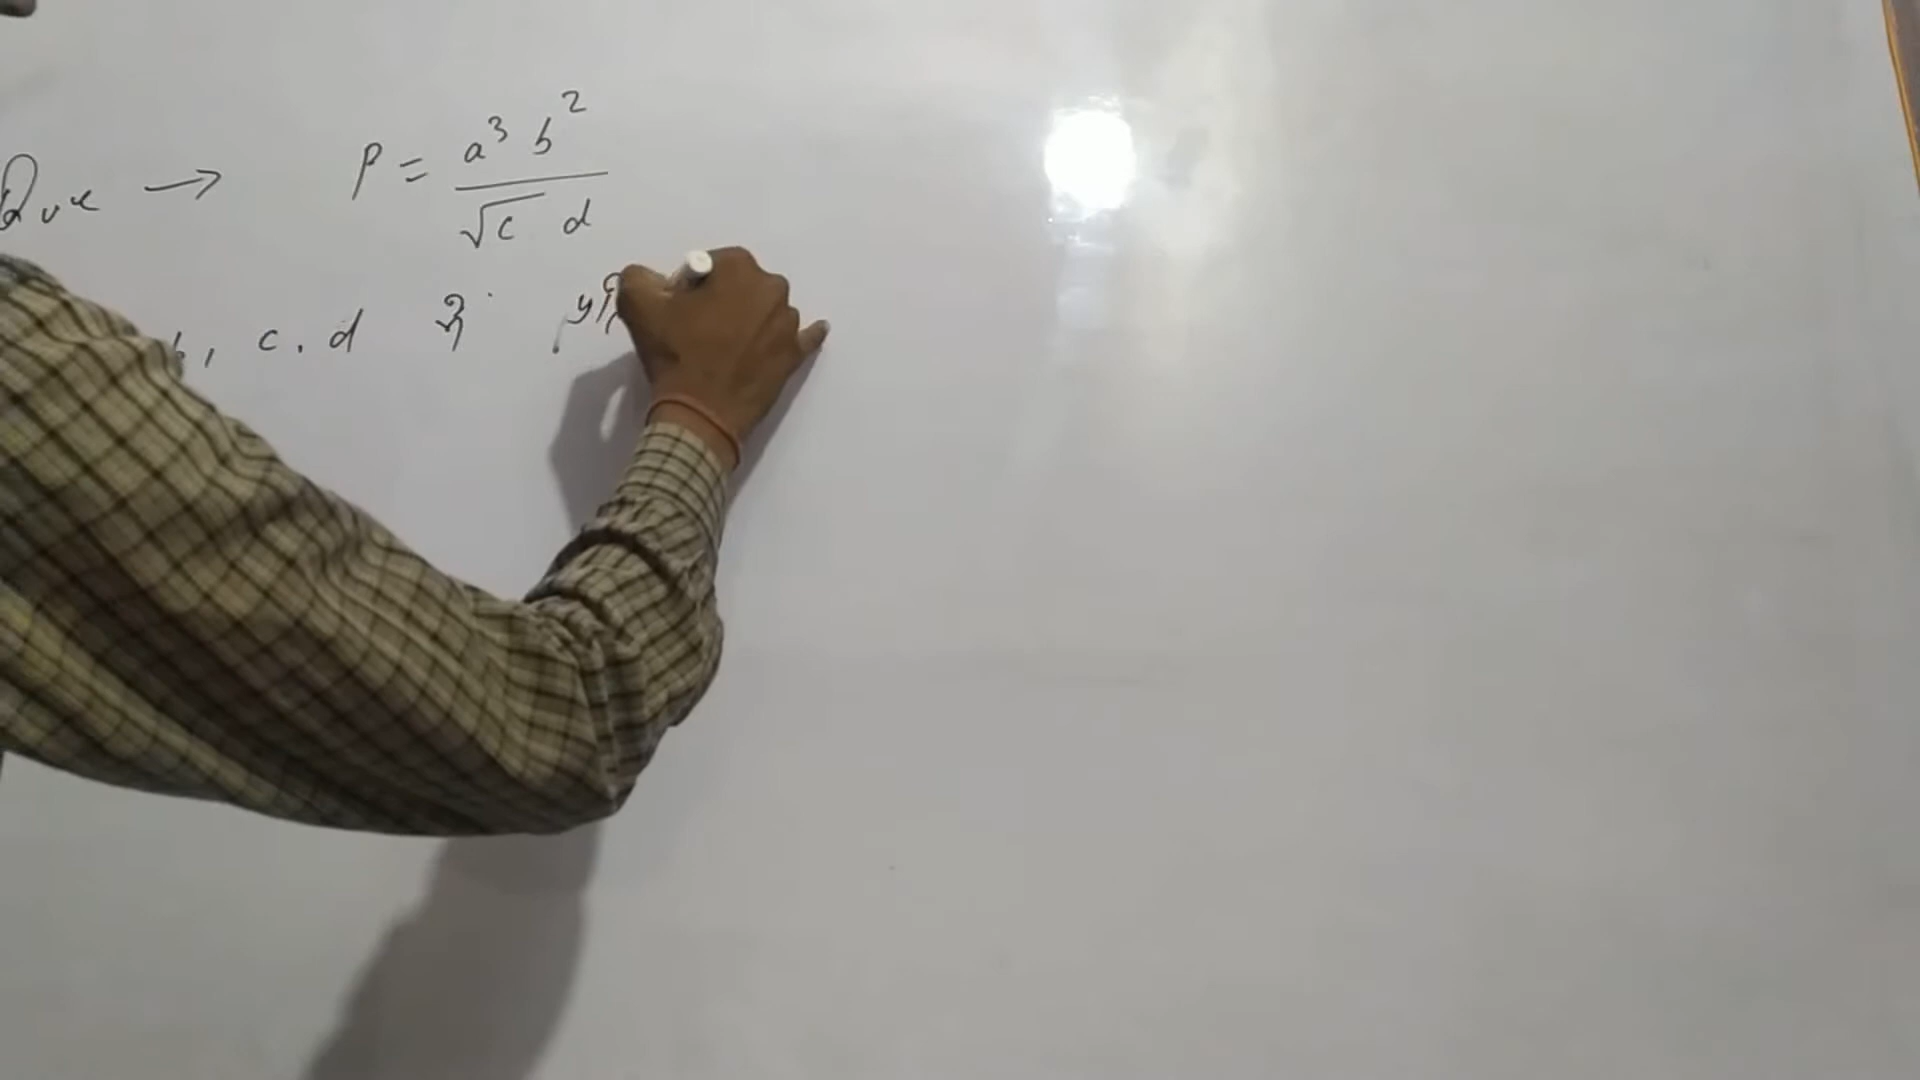 Que → P = a³ b² / √c d
b, c, d में